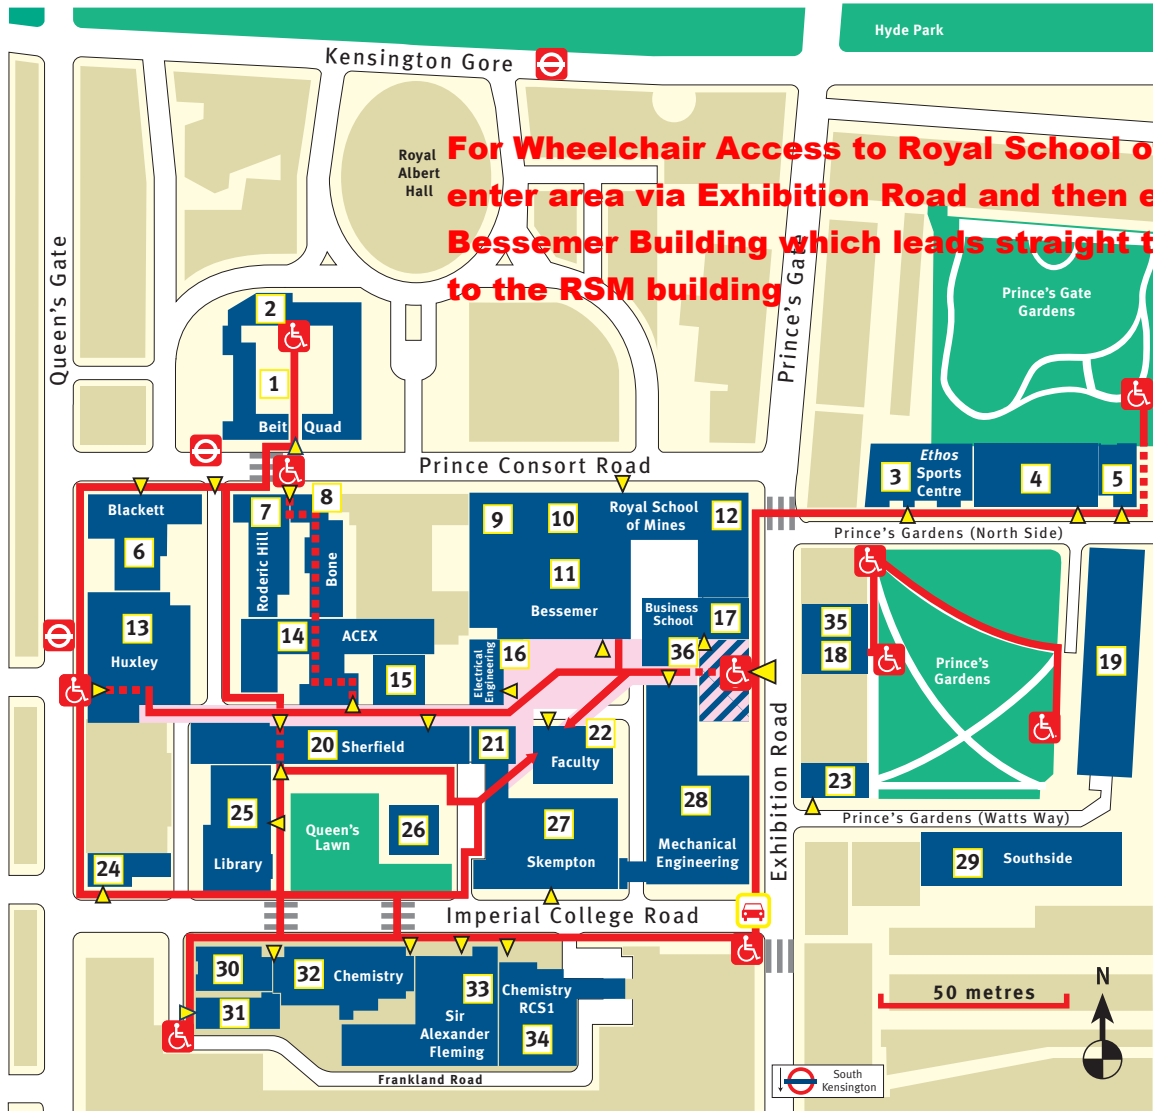 Hyde Park
Kensington Gore
Royal
Albert
Hall
For Wheelchair Access to Royal School o
enter area via Exhibition Road and then e
Bessemer Building which leads straight t
to the RSM building
Queen's Gate
Prince's Gate
Prince's Gate
Gardens
2
1
Beit Quad
Prince Consort Road
3
Ethos
Sports
Centre
4
5
Prince's Gardens (North Side)
Blackett
6
7
8
Roderic Hill
Bone
9
10
Royal School
of Mines
12
11
Bessemer
Business
School
17
13
Huxley
14
ACEX
15
16
Electrical
Engineering
36
35
18
Prince's
Gardens
19
20 Sherfield
21
22
Faculty
23
Exhibition Road
Prince's Gardens (Watts Way)
24
25
Library
Queen's
Lawn
26
27
Skempton
28
Mechanical
Engineering
29 Southside
Imperial College Road
30
31
32 Chemistry
33
Sir
Alexander
Fleming
Chemistry
RCS1
34
Frankland Road
50 metres
N
South
Kensington